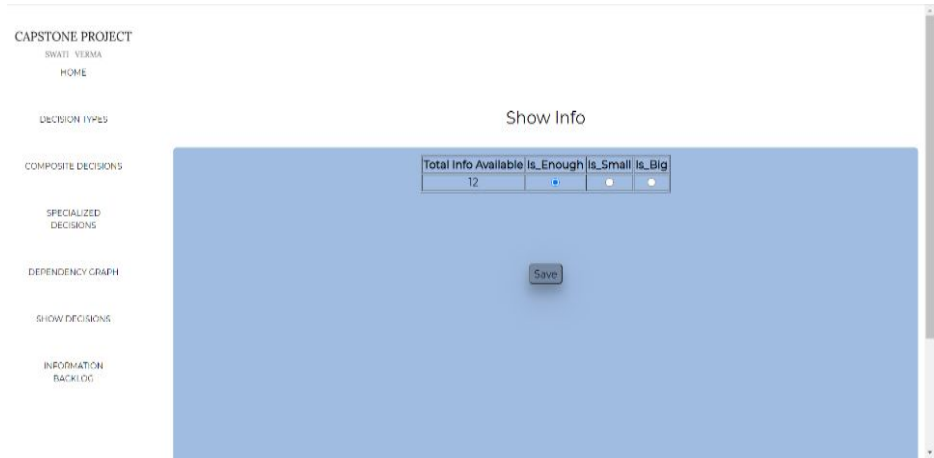 CAPSTONE PROJECT
SWATI VERMA
HOME
DECISION TYPES
COMPOSITE DECISIONS
SPECIALIZED
DECISIONS
DEPENDENCY GRAPH
SHOW DECISIONS
INFORMATION
BACKLOG
Show Info
Total Info Available Is_Enough Is_Small Is_Big
12
Save